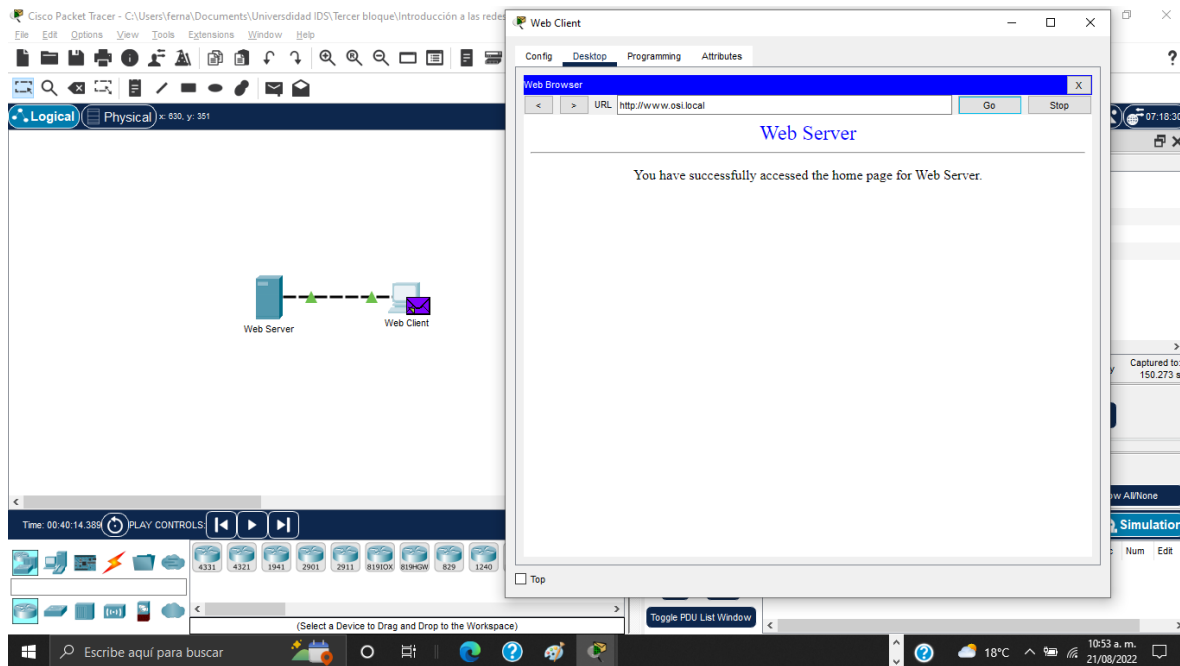 Cisco Packet Tracer - C:\Users\ferna\Documents\Universdidad IDS\Tercer bloque\Introducción a las redes
File Edit Options View Tools Extensions Window Help
?
Logical Physical x: 630, y: 351
07:18:30
Web Client
Config Desktop Programming Attributes
Web Browser X
< > URL http://www.osi.local Go Stop
Web Server
You have successfully accessed the home page for Web Server.
Web Server
Web Client
Captured to:
150.273 s
Top
Time: 00:40:14.389 PLAY CONTROLS:
ow All/None
Simulation
Num Edit
4331 4321 1941 2901 2911 819IOX 819HGW 829 1240
(Select a Device to Drag and Drop to the Workspace)
Toggle PDU List Window
Escribe aquí para buscar
18°C
10:53 a. m.
21/08/2022